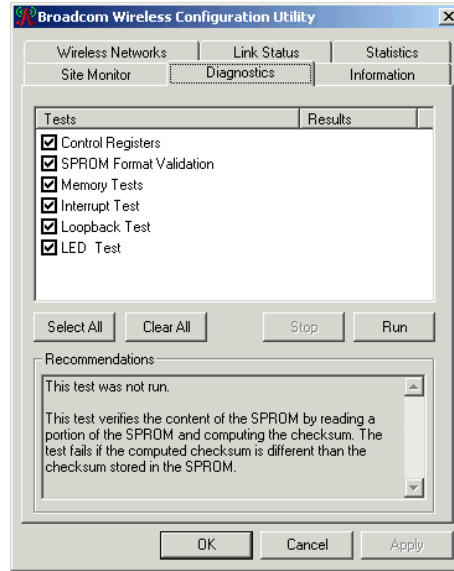 Broadcom Wireless Configuration Utility
Wireless Networks Link Status Statistics
Site Monitor Diagnostics Information
Tests Results
Control Registers
SPROM Format Validation
Memory Tests
Interrupt Test
Loopback Test
LED Test
Select All Clear All Stop Run
Recommendations
This test was not run.
This test verifies the content of the SPROM by reading a
portion of the SPROM and computing the checksum. The
test fails if the computed checksum is different than the
checksum stored in the SPROM.
OK Cancel Apply